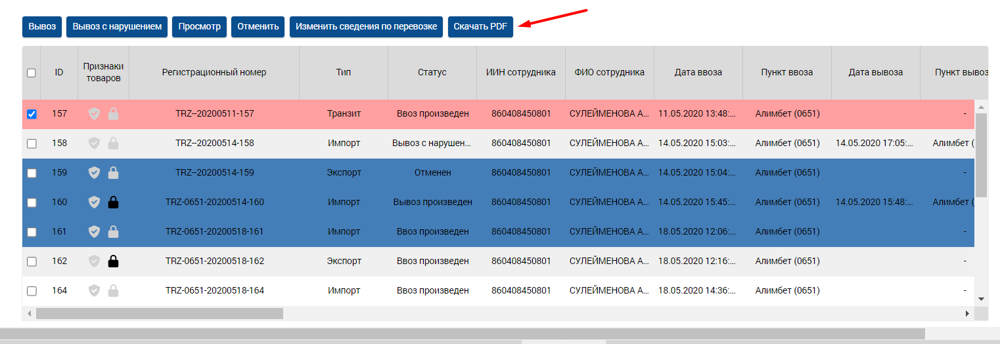 Вывоз Вывоз с нарушением Просмотр Отменить Изменить сведения по перевозке Скачать PDF
ID Признаки товаров Регистрационный номер Тип Статус ИИН сотрудника ФИО сотрудника Дата ввоза Пункт ввоза Дата вывоза Пункт вывоз
157 TRZ--20200511-157 Транзит Ввоз произведен 860408450801 СУЛЕЙМЕНОВА А... 11.05.2020 13:48:... Алимбет (0651) -
158 TRZ--20200514-158 Импорт Вывоз с нарушен... 860408450801 СУЛЕЙМЕНОВА А... 14.05.2020 15:03:... Алимбет (0651) 14.05.2020 17:05:... Алимбет (
159 TRZ--20200514-159 Экспорт Отменен 860408450801 СУЛЕЙМЕНОВА А... 14.05.2020 15:04:... Алимбет (0651) -
160 TRZ-0651-20200514-160 Импорт Вывоз произведен 860408450801 СУЛЕЙМЕНОВА А... 14.05.2020 15:45:... Алимбет (0651) 14.05.2020 15:48:... Алимбет (
161 TRZ-0651-20200518-161 Импорт Ввоз произведен 860408450801 СУЛЕЙМЕНОВА А... 18.05.2020 12:06:... Алимбет (0651) -
162 TRZ-0651-20200518-162 Экспорт Ввоз произведен 860408450801 СУЛЕЙМЕНОВА А... 18.05.2020 12:16:... Алимбет (0651) -
164 TRZ-0651-20200518-164 Импорт Ввоз произведен 860408450801 СУЛЕЙМЕНОВА А... 18.05.2020 14:36:... Алимбет (0651) -